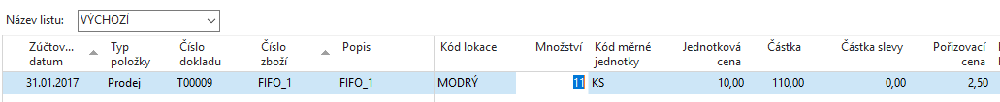 Název listu: VÝCHOZÍ
Zúčtov... datum Typ položky Číslo dokladu Číslo zboží Popis Kód lokace Množství Kód měrné jednotky Jednotková cena Částka Částka slevy Pořizovací cena
31.01.2017 Prodej T00009 FIFO_1 FIFO_1 MODRÝ 11 KS 10,00 110,00 0,00 2,50